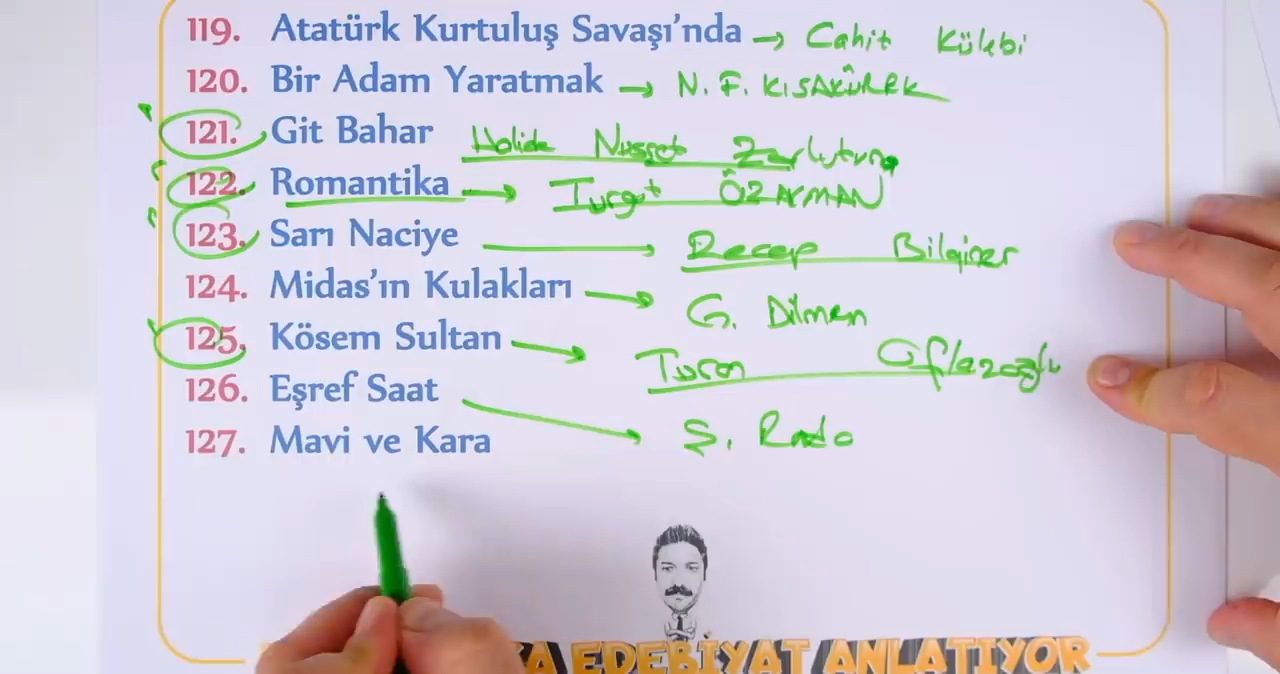 119. Atatürk Kurtuluş Savaşı'nda → Cahit Külebi
120. Bir Adam Yaratmak → N. F. KISAKÜREK
121. Git Bahar Halide Nusret Zorlutuna
122. Romantika → Turgut ÖZAKMAN
123. Sarı Naciye → Recep Bilginer
124. Midas'ın Kulakları → G. Dilmen
125. Kösem Sultan → Turan Oflazoğlu
126. Eşref Saat → Ş. Rado
127. Mavi ve Kara
A EDEBİYAT ANLATIYOR